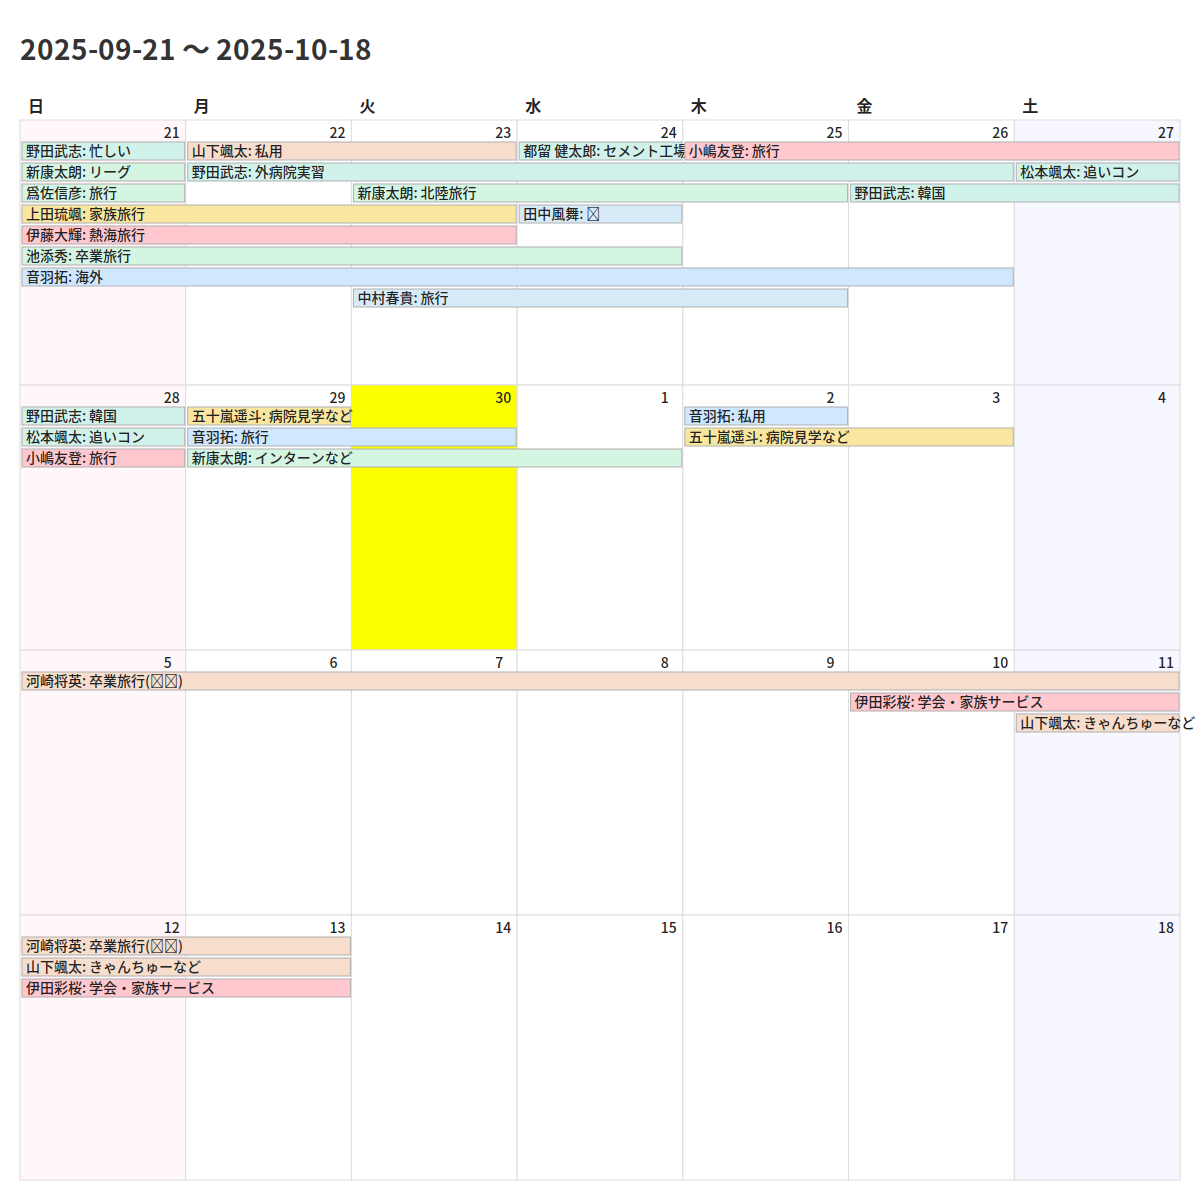 2025-09-21 〜 2025-10-18
日 月 火 水 木 金 土
21 22 23 24 25 26 27
野田武志: 忙しい 山下颯太: 私用 都留 健太郎: セメント工場 小嶋友登: 旅行
新康太朗: リーグ 野田武志: 外病院実習 松本颯太: 追いコン
爲佐信彦: 旅行 新康太朗: 北陸旅行 野田武志: 韓国
上田琉颯: 家族旅行 田中風舞:
伊藤大輝: 熱海旅行
池添秀: 卒業旅行
音羽拓: 海外
中村春貴: 旅行
28 29 30 1 2 3 4
野田武志: 韓国 五十嵐遥斗: 病院見学など 音羽拓: 私用
松本颯太: 追いコン 音羽拓: 旅行 五十嵐遥斗: 病院見学など
小嶋友登: 旅行 新康太朗: インターンなど
5 6 7 8 9 10 11
河崎将英: 卒業旅行()
伊田彩桜: 学会・家族サービス
山下颯太: きゃんちゅーなど
12 13 14 15 16 17 18
河崎将英: 卒業旅行()
山下颯太: きゃんちゅーなど
伊田彩桜: 学会・家族サービス